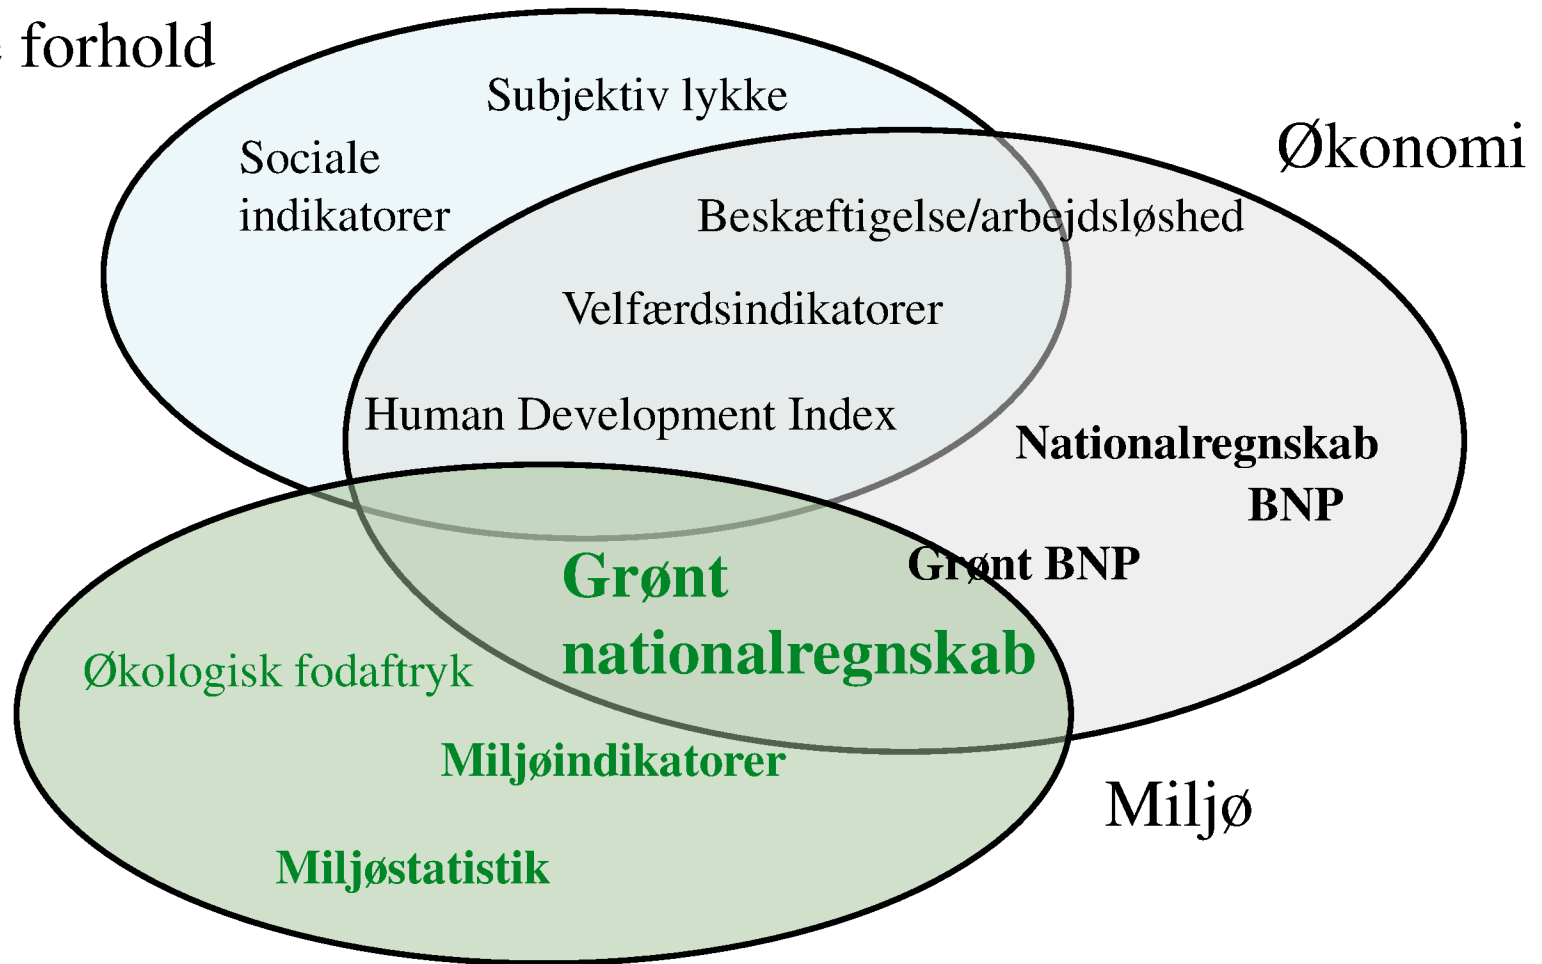 forhold
Subjektiv lykke
Økonomi
Sociale
indikatorer
Beskæftigelse/arbejdsløshed
Velfærdsindikatorer
Human Development Index
Nationalregnskab
BNP
Grønt BNP
Grønt
nationalregnskab
Økologisk fodaftryk
Miljøindikatorer
Miljø
Miljøstatistik